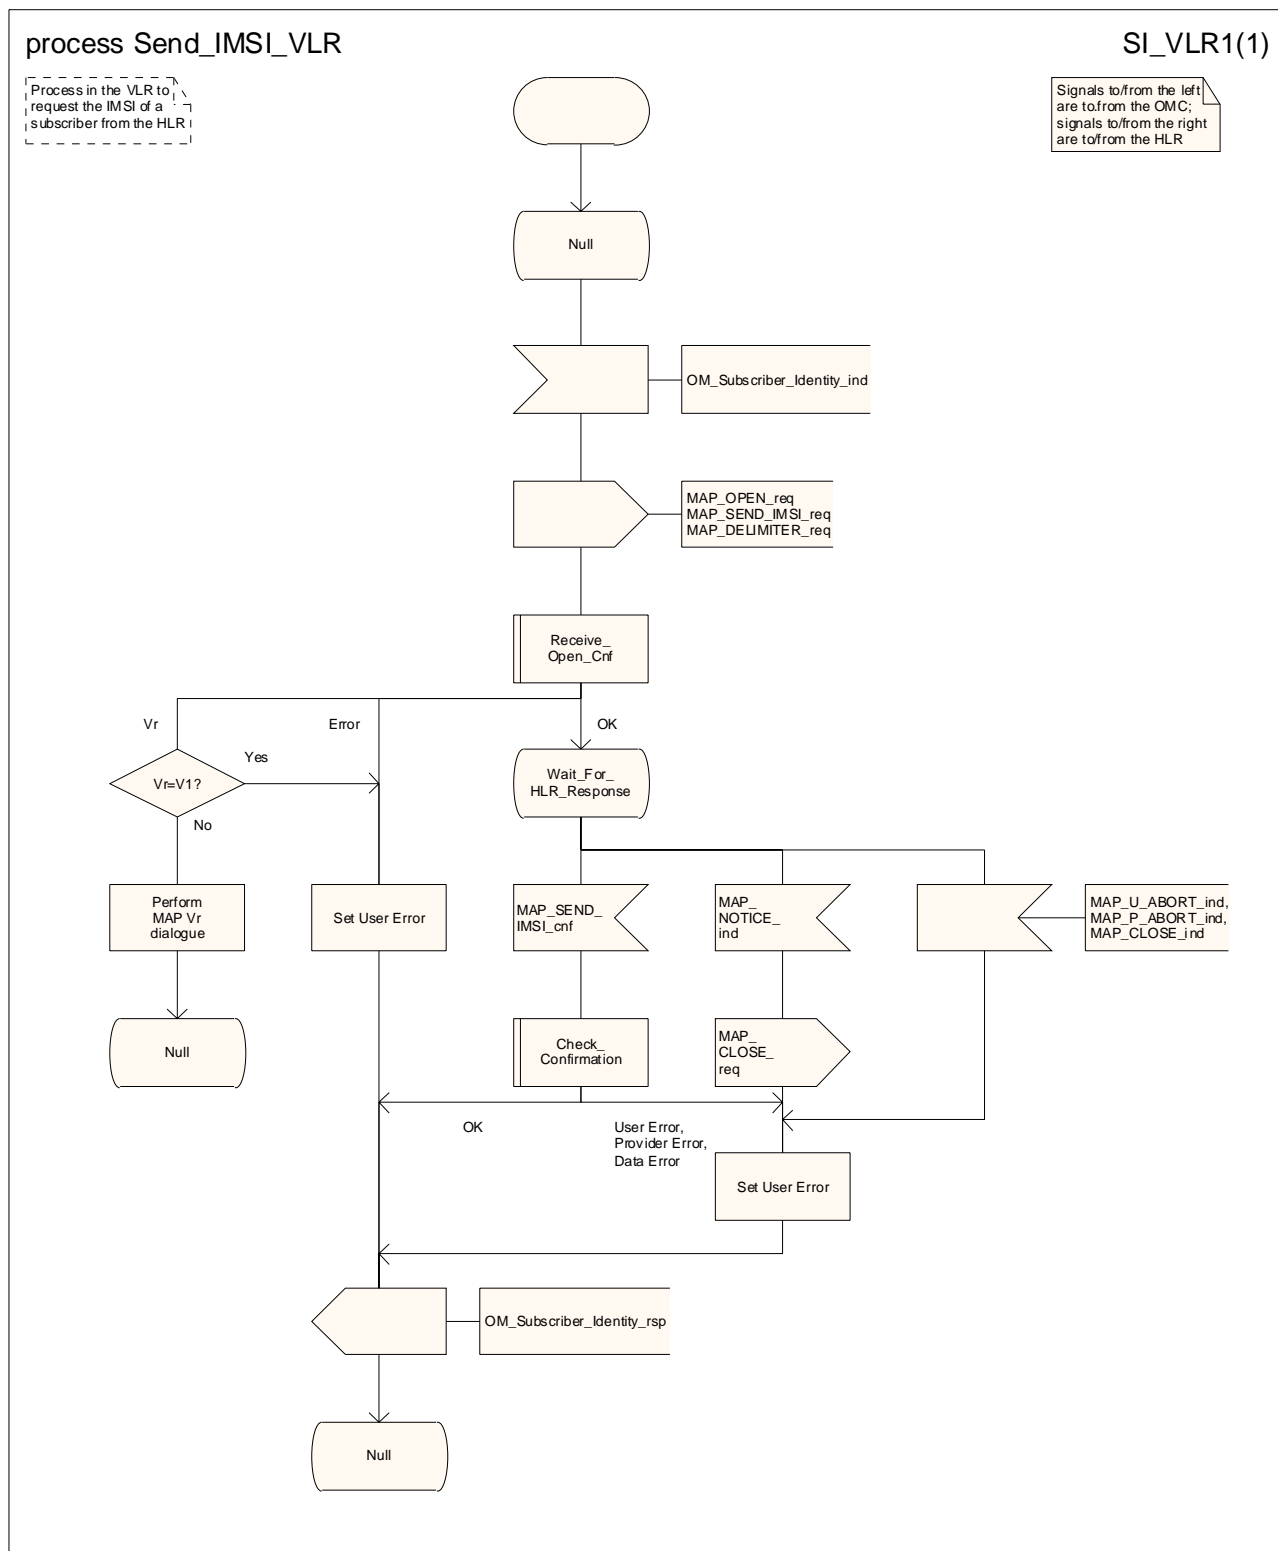 process Send_IMSI_VLR
SI_VLR1(1)
Process in the VLR to
request the IMSI of a
subscriber from the HLR
Signals to/from the left
are to.from the OMC;
signals to/from the right
are to/from the HLR
Null
OM_Subscriber_Identity_ind
MAP_OPEN_req
MAP_SEND_IMSI_req
MAP_DELIMITER_req
Receive_
Open_Cnf
Vr
Error
OK
Yes
Vr=V1?
Wait_For_
HLR_Response
No
Perform
MAP Vr
dialogue
Set User Error
MAP_SEND_
IMSI_cnf
MAP_
NOTICE_
ind
MAP_U_ABORT_ind,
MAP_P_ABORT_ind,
MAP_CLOSE_ind
Null
Check_
Confirmation
MAP_
CLOSE_
req
OK
User Error,
Provider Error,
Data Error
Set User Error
OM_Subscriber_Identity_rsp
Null